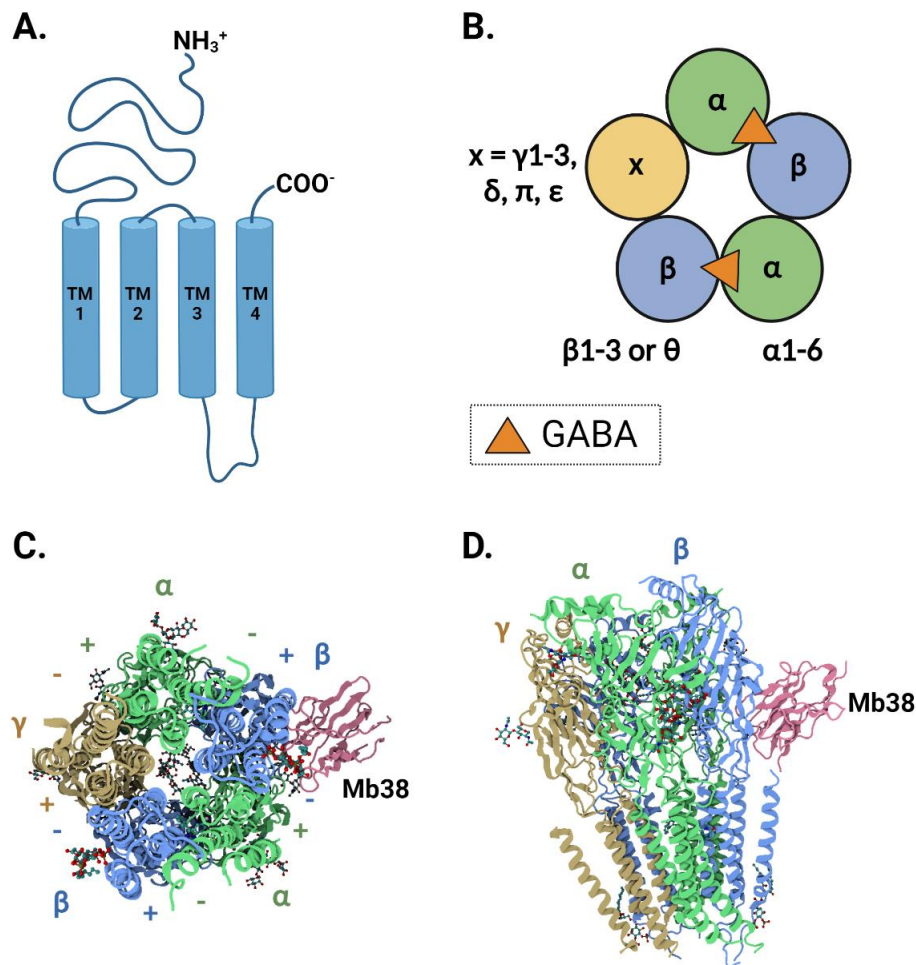 A.
NH₃⁺
COO⁻
TM
1
TM
2
TM
3
TM
4
B.
α
x = γ1-3,
δ, π, ε
x
β
β
α
β1-3 or θ
α1-6
GABA
C.
α
+
-
-
+
β
γ
Mb38
+
-
-
+
β
+
-
α
D.
β
α
γ
Mb38